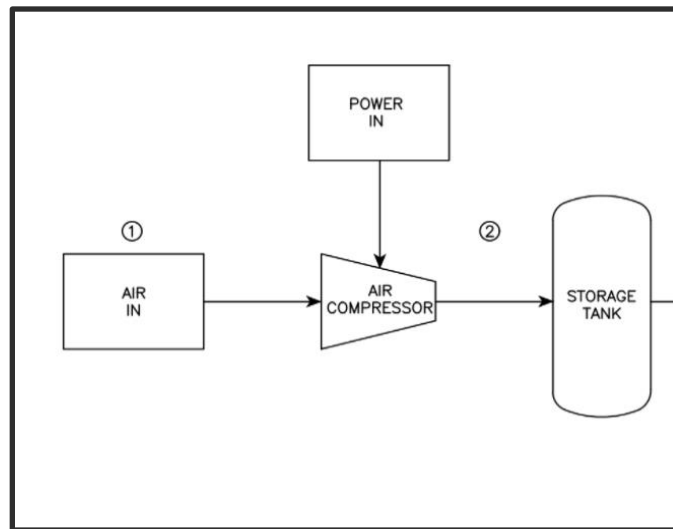 POWER
IN
①
②
AIR
IN
AIR
COMPRESSOR
STORAGE
TANK